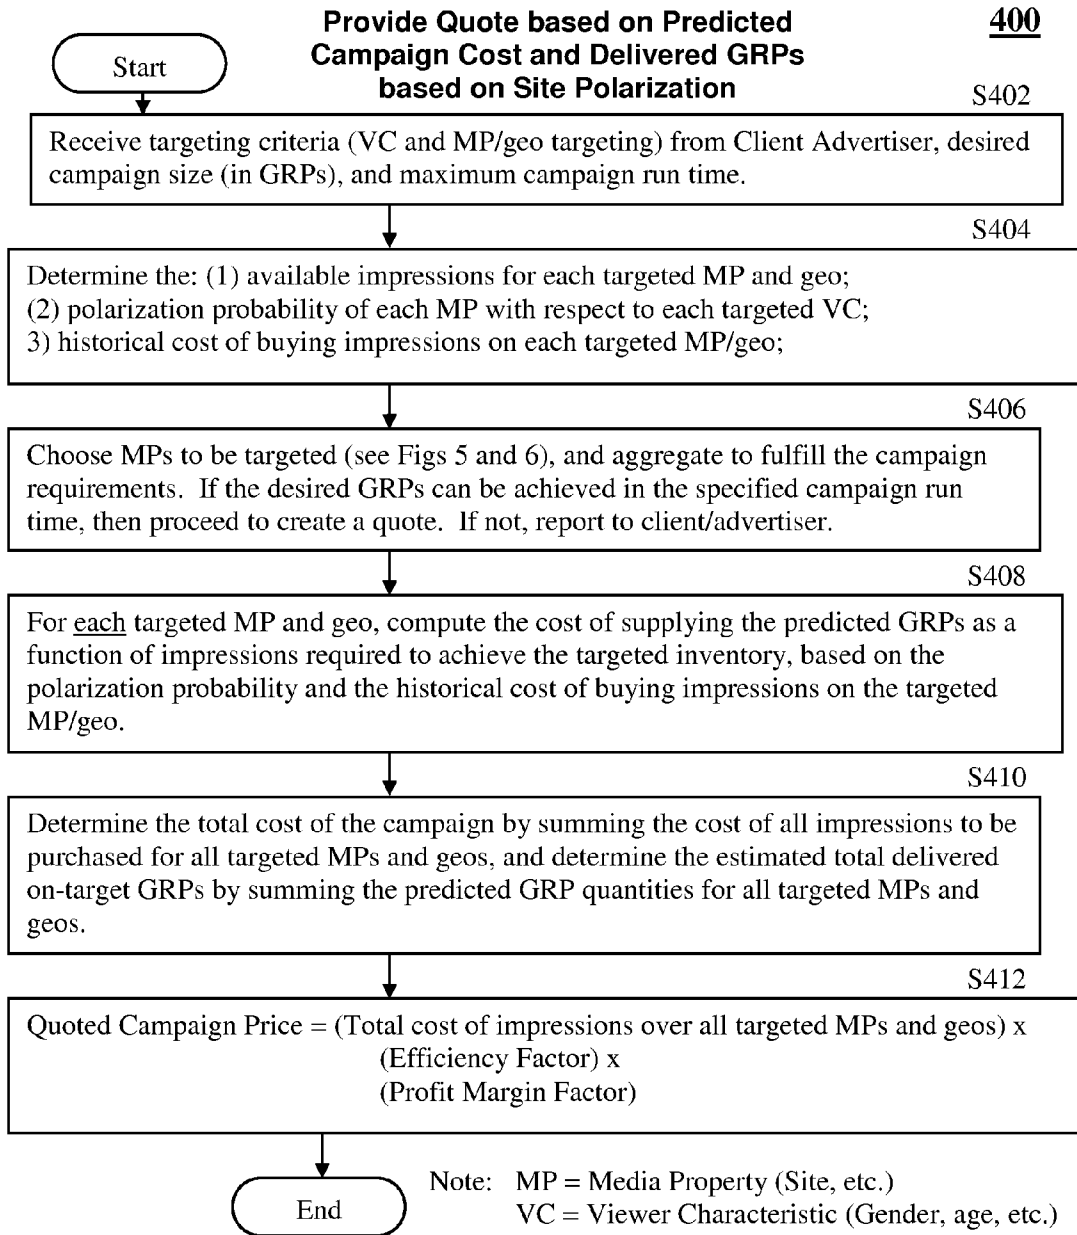 Provide Quote based on Predicted
Campaign Cost and Delivered GRPs
based on Site Polarization
400
Start
S402
Receive targeting criteria (VC and MP/geo targeting) from Client Advertiser, desired
campaign size (in GRPs), and maximum campaign run time.
S404
Determine the: (1) available impressions for each targeted MP and geo;
(2) polarization probability of each MP with respect to each targeted VC;
3) historical cost of buying impressions on each targeted MP/geo;
S406
Choose MPs to be targeted (see Figs 5 and 6), and aggregate to fulfill the campaign
requirements.  If the desired GRPs can be achieved in the specified campaign run
time, then proceed to create a quote.  If not, report to client/advertiser.
S408
For each targeted MP and geo, compute the cost of supplying the predicted GRPs as a
function of impressions required to achieve the targeted inventory, based on the
polarization probability and the historical cost of buying impressions on the targeted
MP/geo.
S410
Determine the total cost of the campaign by summing the cost of all impressions to be
purchased for all targeted MPs and geos, and determine the estimated total delivered
on-target GRPs by summing the predicted GRP quantities for all targeted MPs and
geos.
S412
Quoted Campaign Price = (Total cost of impressions over all targeted MPs and geos) x
(Efficiency Factor) x
(Profit Margin Factor)
End
Note:   MP = Media Property (Site, etc.)
VC = Viewer Characteristic (Gender, age, etc.)